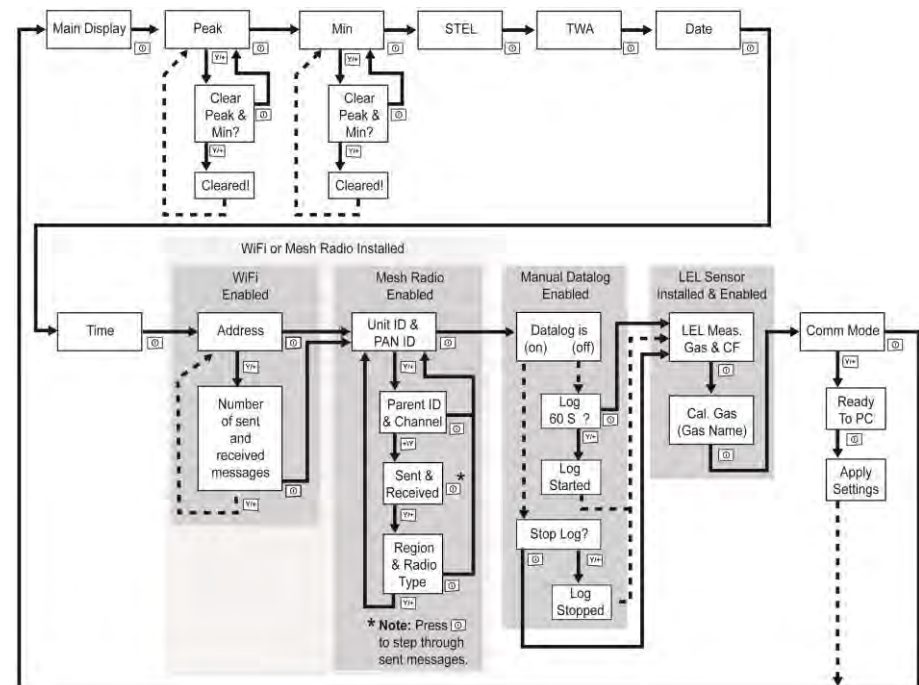 Main Display
Peak
Min
STEL
TWA
Date
Y/+
Y/+
Clear
Peak &
Min?
Clear
Peak &
Min?
Y/+
Y/+
Cleared!
Cleared!
WiFi or Mesh Radio Installed
WiFi
Enabled
Mesh Radio
Enabled
Manual Datalog
Enabled
LEL Sensor
Installed & Enabled
Time
Address
Unit ID &
PAN ID
Datalog is
(on) (off)
LEL Meas.
Gas & CF
Comm Mode
Y/+
Y/+
Y/+
Number
of sent
and
received
messages
Y/+
Parent ID
& Channel
Y/+
Sent &
Received
*
Y/+
Region
& Radio
Type
Y/+
* Note: Press
to step through
sent messages.
Log
60 S ?
Y/+
Log
Started
Stop Log?
Y/+
Log
Stopped
Cal. Gas
(Gas Name)
Ready
To PC
Apply
Settings